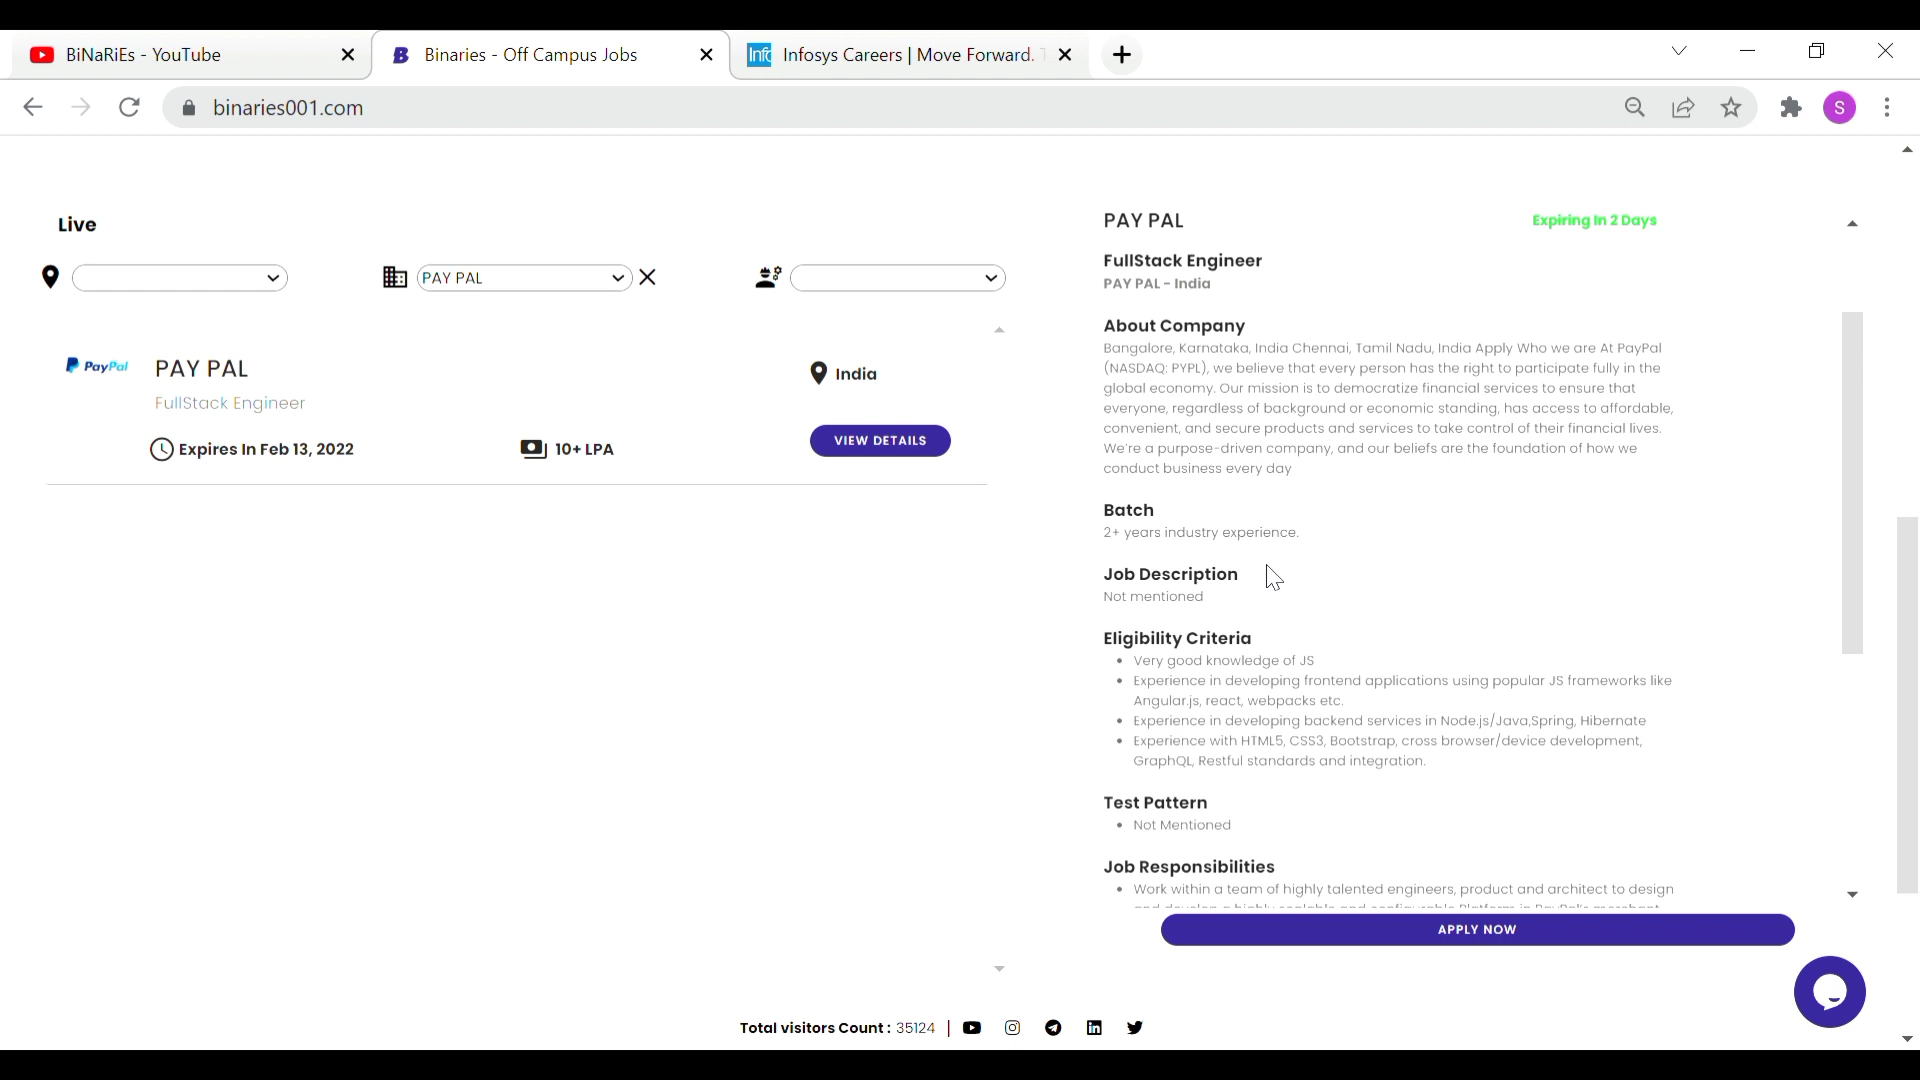 BiNaRiEs - YouTube
Binaries - Off Campus Jobs
Infosys Careers | Move Forward.
binaries001.com
S
Live
PAY PAL
PayPal
PAY PAL
India
FullStack Engineer
Expires In Feb 13, 2022
10+ LPA
VIEW DETAILS
PAY PAL
Expiring In 2 Days
FullStack Engineer
PAY PAL - India
About Company
Bangalore, Karnataka, India Chennai, Tamil Nadu, India Apply Who we are At PayPal
(NASDAQ: PYPL), we believe that every person has the right to participate fully in the
global economy. Our mission is to democratize financial services to ensure that
everyone, regardless of background or economic standing, has access to affordable,
convenient, and secure products and services to take control of their financial lives.
We're a purpose-driven company, and our beliefs are the foundation of how we
conduct business every day
Batch
2+ years industry experience.
Job Description
Not mentioned
Eligibility Criteria
• Very good knowledge of JS
• Experience in developing frontend applications using popular JS frameworks like
Angular.js, react, webpacks etc.
• Experience in developing backend services in Node.js/Java,Spring, Hibernate
• Experience with HTML5, CSS3, Bootstrap, cross browser/device development,
GraphQL, Restful standards and integration.
Test Pattern
• Not Mentioned
Job Responsibilities
• Work within a team of highly talented engineers, product and architect to design
APPLY NOW
Total visitors Count : 35124 |